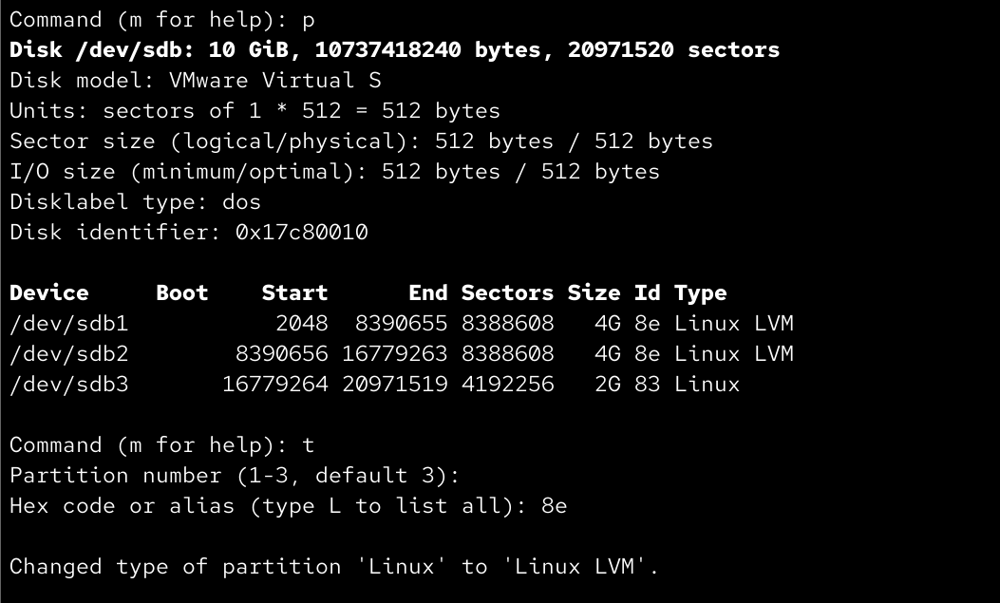 Command (m for help): p
Disk /dev/sdb: 10 GiB, 10737418240 bytes, 20971520 sectors
Disk model: VMware Virtual S
Units: sectors of 1 * 512 = 512 bytes
Sector size (logical/physical): 512 bytes / 512 bytes
I/O size (minimum/optimal): 512 bytes / 512 bytes
Disklabel type: dos
Disk identifier: 0x17c80010

Device     Boot    Start      End Sectors Size Id Type
/dev/sdb1           2048  8390655 8388608   4G 8e Linux LVM
/dev/sdb2        8390656 16779263 8388608   4G 8e Linux LVM
/dev/sdb3       16779264 20971519 4192256   2G 83 Linux

Command (m for help): t
Partition number (1-3, default 3):
Hex code or alias (type L to list all): 8e

Changed type of partition 'Linux' to 'Linux LVM'.